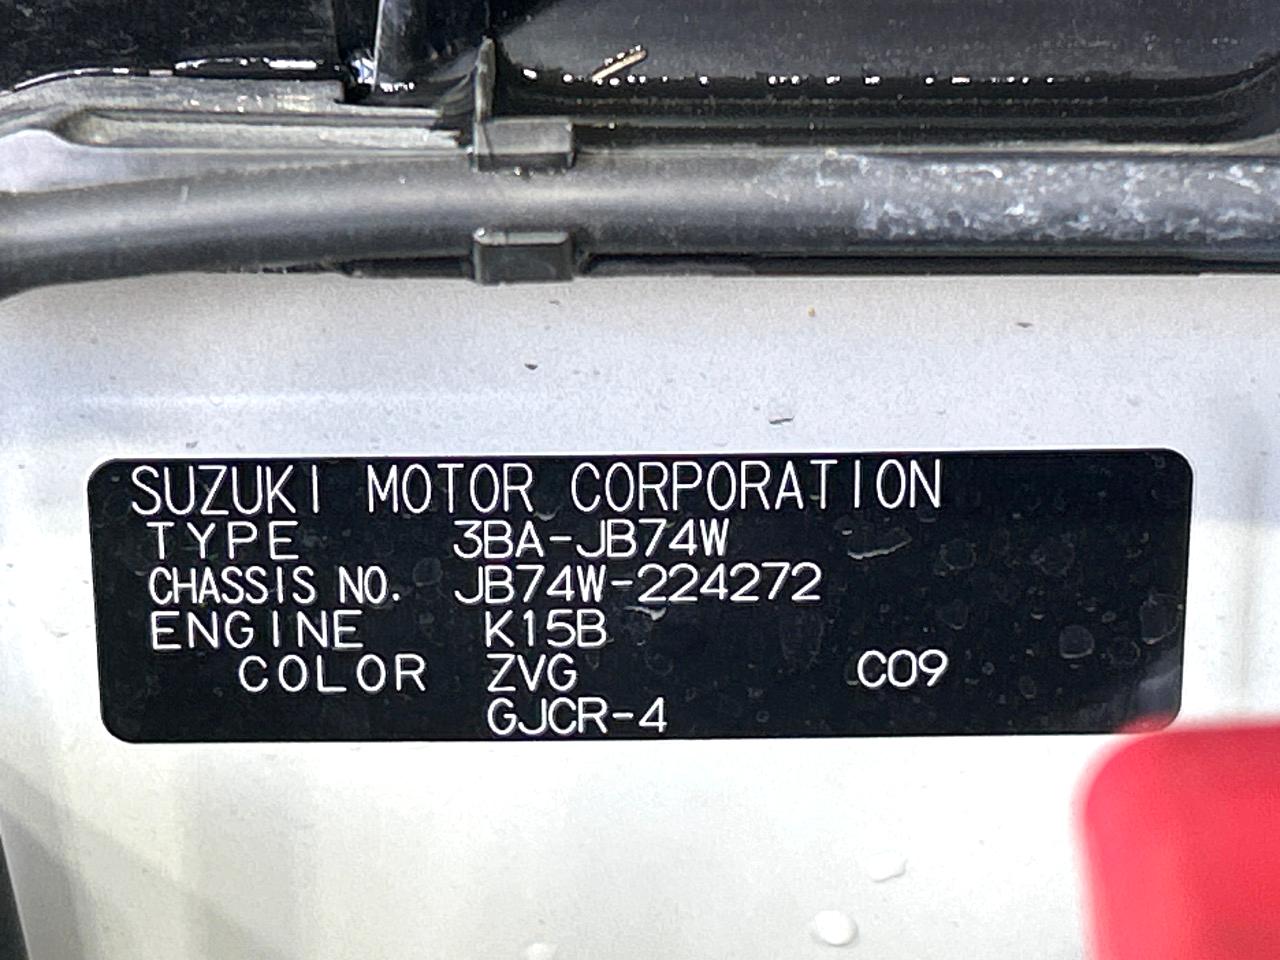 SUZUKI MOTOR CORPORATION
TYPE 3BA-JB74W
CHASSIS NO. JB74W-224272
ENGINE K15B
COLOR ZVG C09
GJCR-4